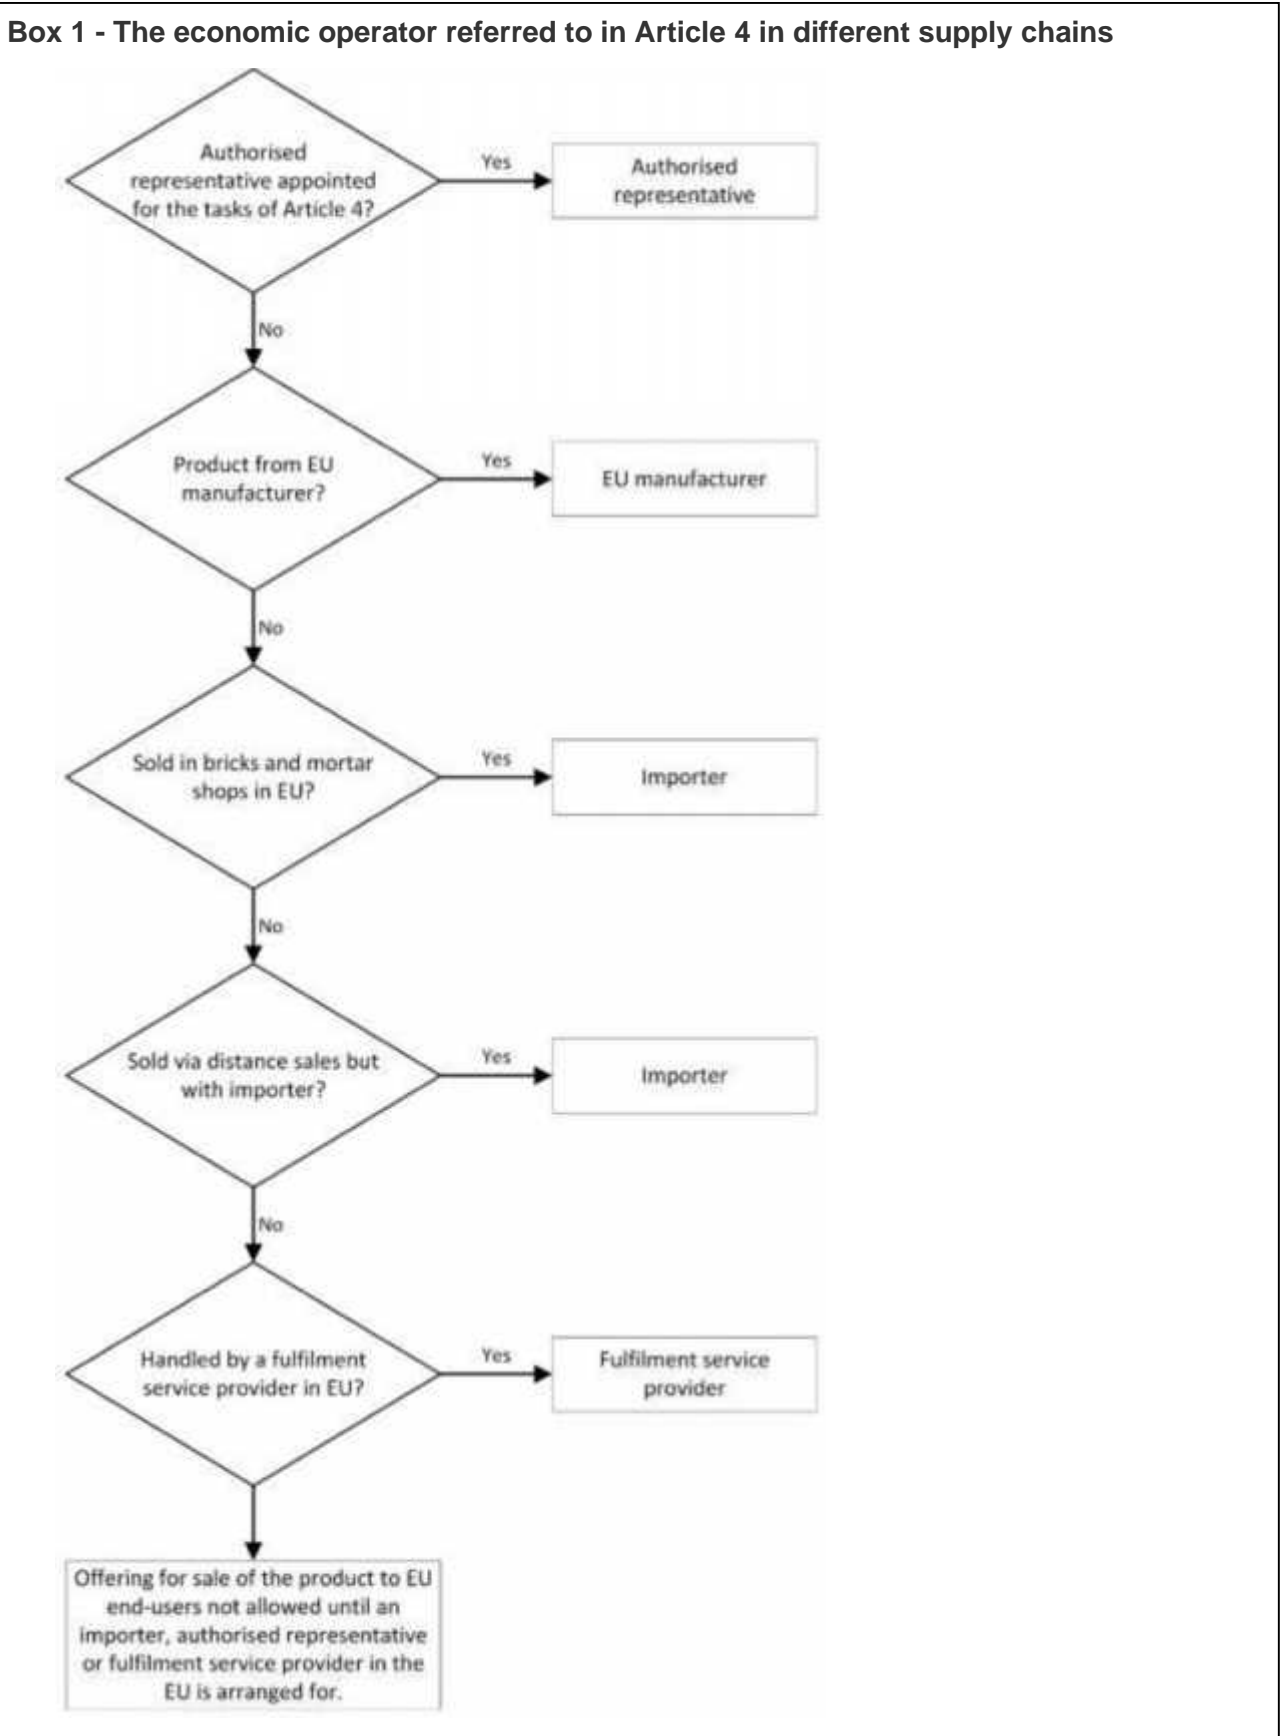 Box 1 - The economic operator referred to in Article 4 in different supply chains
Authorised
representative appointed
for the tasks of Article 4?
Yes
Authorised
representative
No
Product from EU
manufacturer?
Yes
EU manufacturer
No
Sold in bricks and mortar
shops in EU?
Yes
Importer
No
Sold via distance sales but
with importer?
Yes
Importer
No
Handled by a fulfilment
service provider in EU?
Yes
Fulfilment service
provider
Offering for sale of the product to EU
end-users not allowed until an
importer, authorised representative
or fulfilment service provider in the
EU is arranged for.